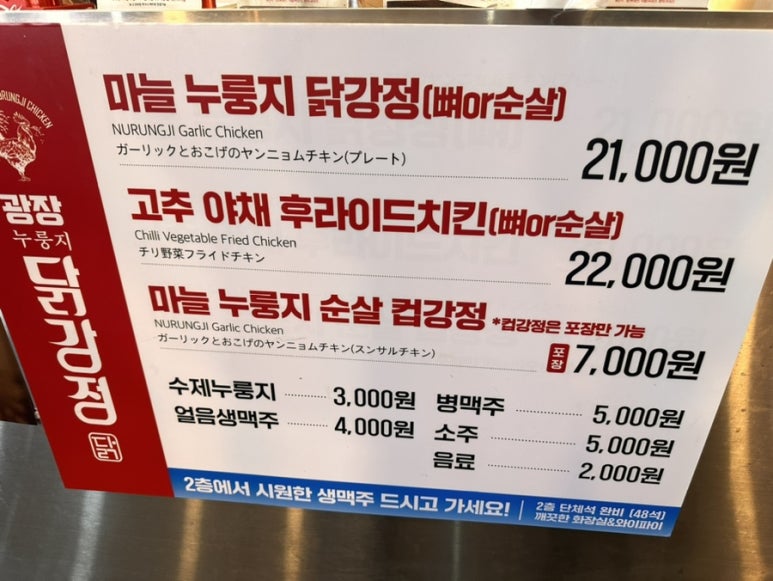 NURUNGJI CHICKEN
광장
누룽지
닭강정
닭
마늘 누룽지 닭강정(뼈or순살)
NURUNGJI Garlic Chicken
ガーリックとおこげのヤンニョムチキン(プレート)
21,000원
고추 야채 후라이드치킨(뼈or순살)
Chilli Vegetable Fried Chicken
チリ野菜フライドチキン
22,000원
마늘 누룽지 순살 컵강정 *컵강정은 포장만 가능
NURUNGJI Garlic Chicken
ガーリックとおこげのヤンニョムチキン(スンサルチキン)
포장 7,000원
수제누룽지 3,000원
얼음생맥주 4,000원
병맥주 5,000원
소주 5,000원
음료 2,000원
2층에서 시원한 생맥주 드시고 가세요!
2층 단체석 완비 (48석)
깨끗한 화장실&와이파이